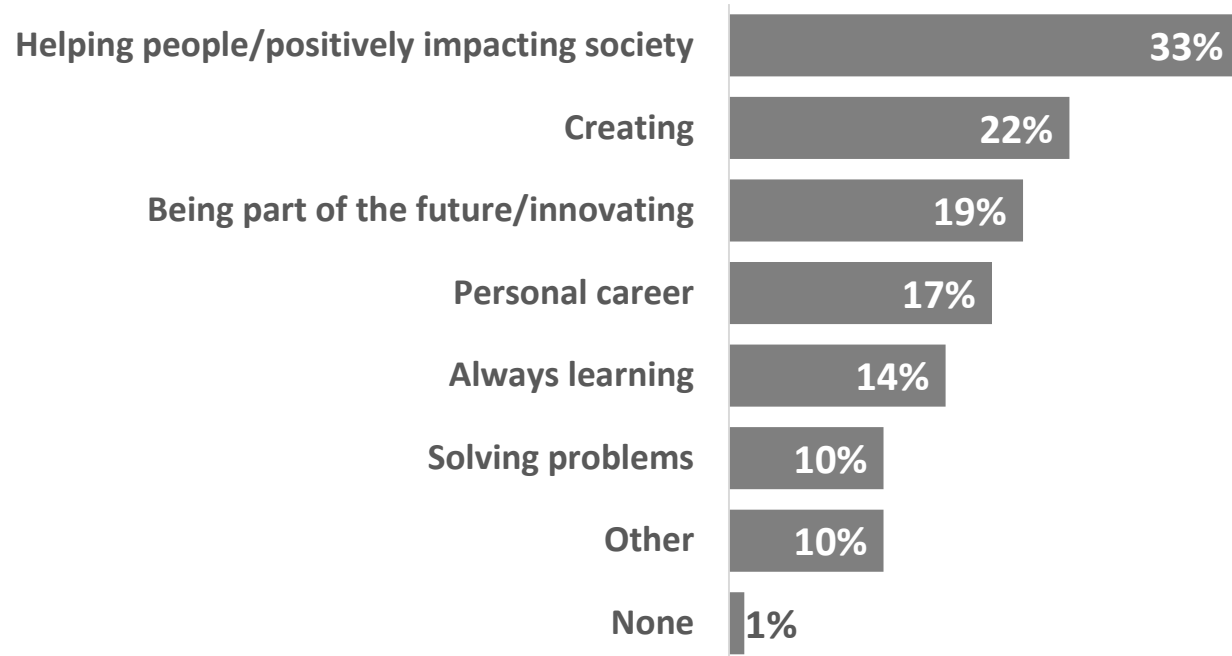 Helping people/positively impacting society 33%
Creating 22%
Being part of the future/innovating 19%
Personal career 17%
Always learning 14%
Solving problems 10%
Other 10%
None 1%